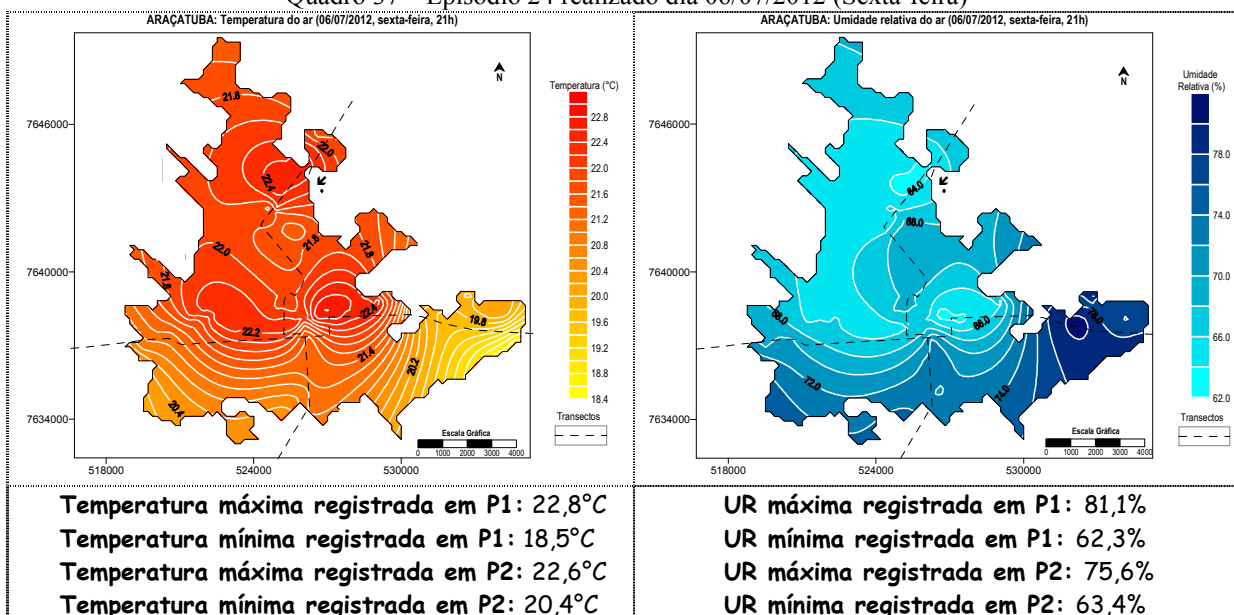 Quadro 37 – Episódio 24 realizado dia 06/07/2012 (Sexta-feira)
ARAÇATUBA: Temperatura do ar (06/07/2012, sexta-feira, 21h)
N
Temperatura (°C)
22.8
22.4
22.0
21.6
21.2
20.8
20.4
20.0
19.6
19.2
18.8
18.4
Transectos
Escala Gráfica
0 1000 2000 3000 4000
7646000
7640000
7634000
518000
524000
530000
21.8
22.0
22.4
21.8
22.0
21.8
21.8
22.4
22.2
21.4
20.2
19.8
20.4
ARAÇATUBA: Umidade relativa do ar (06/07/2012, sexta-feira, 21h)
N
Umidade
Relativa (%)
78.0
74.0
70.0
66.0
62.0
Transectos
Escala Gráfica
0 1000 2000 3000 4000
7646000
7640000
7634000
518000
524000
530000
64.0
68.0
68.0
66.0
78.0
72.0
74.0
Temperatura máxima registrada em P1: 22,8°C
Temperatura mínima registrada em P1: 18,5°C
Temperatura máxima registrada em P2: 22,6°C
Temperatura mínima registrada em P2: 20,4°C
UR máxima registrada em P1: 81,1%
UR mínima registrada em P1: 62,3%
UR máxima registrada em P2: 75,6%
UR mínima registrada em P2: 63,4%